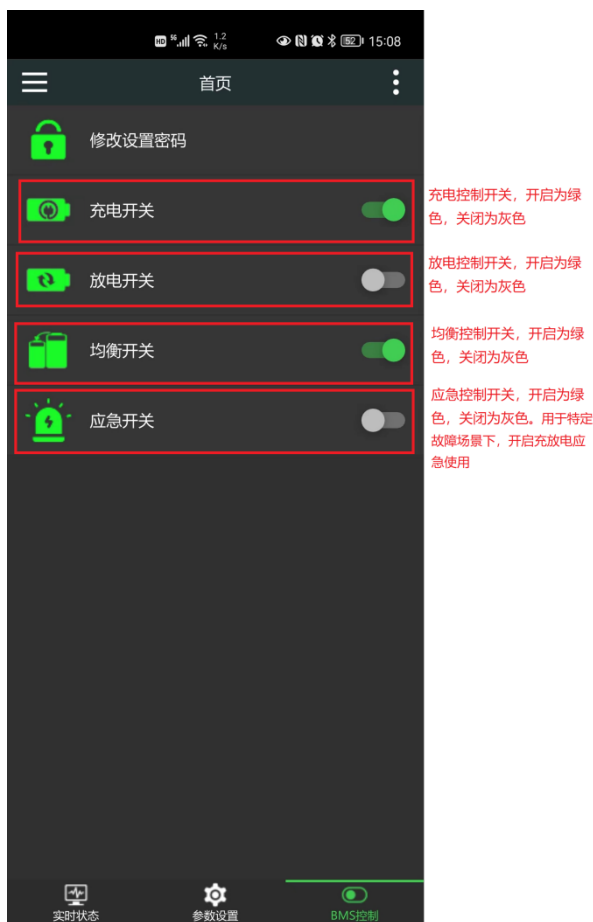 HD 5G 1.2 K/s 52 15:08
首页
修改设置密码
充电开关
充电控制开关，开启为绿
色，关闭为灰色
放电开关
放电控制开关，开启为绿
色，关闭为灰色
均衡开关
均衡控制开关，开启为绿
色，关闭为灰色
应急开关
应急控制开关，开启为绿
色，关闭为灰色。用于特定
故障场景下，开启充放电应
急使用
实时状态
参数设置
BMS控制